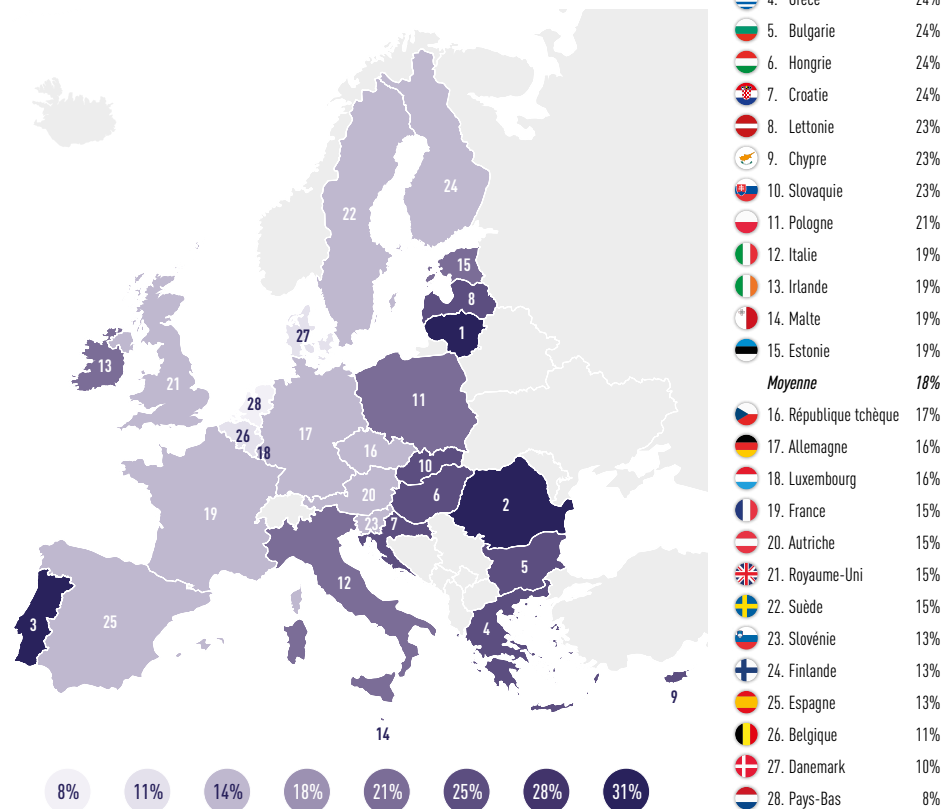 4. Grèce 24%
5. Bulgarie 24%
6. Hongrie 24%
7. Croatie 24%
8. Lettonie 23%
9. Chypre 23%
10. Slovaquie 23%
11. Pologne 21%
12. Italie 19%
13. Irlande 19%
14. Malte 19%
15. Estonie 19%
Moyenne 18%
16. République tchèque 17%
17. Allemagne 16%
18. Luxembourg 16%
19. France 15%
20. Autriche 15%
21. Royaume-Uni 15%
22. Suède 15%
23. Slovénie 13%
24. Finlande 13%
25. Espagne 13%
26. Belgique 11%
27. Danemark 10%
28. Pays-Bas 8%
24
22
15
8
1
27
13
21
28
11
26
17
18
16
10
20
6
2
19
23
7
5
12
3
25
4
9
14
8% 11% 14% 18% 21% 25% 28% 31%